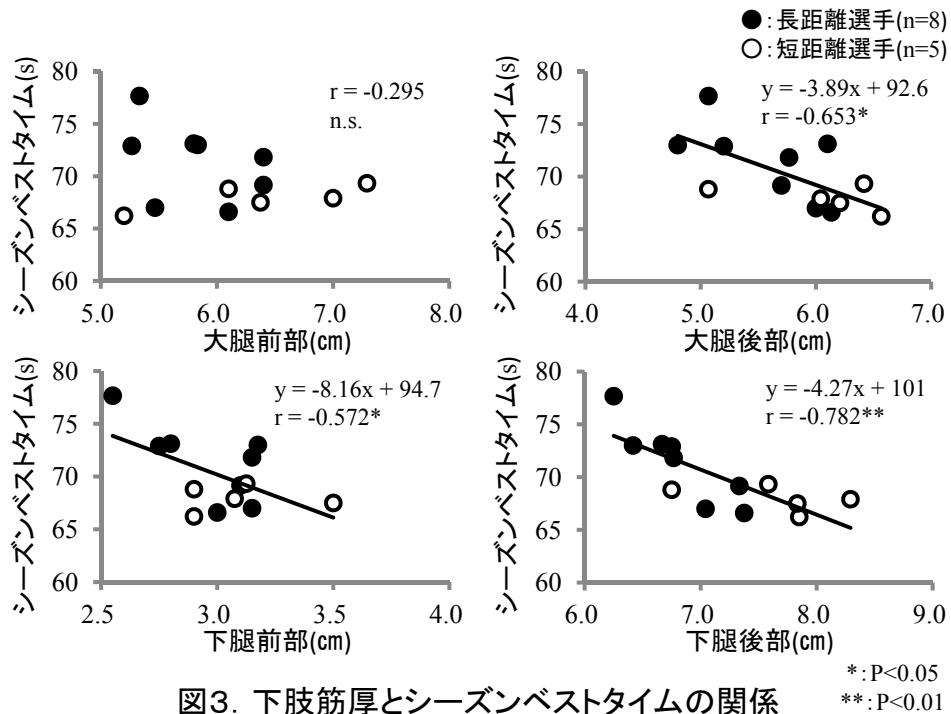 ●:長距離選手(n=8)
○:短距離選手(n=5)
シーズンベストタイム(s)
80
75
70
65
60
5.0 6.0 7.0 8.0
大腿前部(cm)
r = -0.295
n.s.
シーズンベストタイム(s)
80
75
70
65
60
4.0 5.0 6.0 7.0
大腿後部(cm)
y = -3.89x + 92.6
r = -0.653*
シーズンベストタイム(s)
80
75
70
65
60
2.5 3.0 3.5 4.0
下腿前部(cm)
y = -8.16x + 94.7
r = -0.572*
シーズンベストタイム(s)
80
75
70
65
60
6.0 7.0 8.0 9.0
下腿後部(cm)
y = -4.27x + 101
r = -0.782**
*:P<0.05
**:P<0.01
図3. 下肢筋厚とシーズンベストタイムの関係